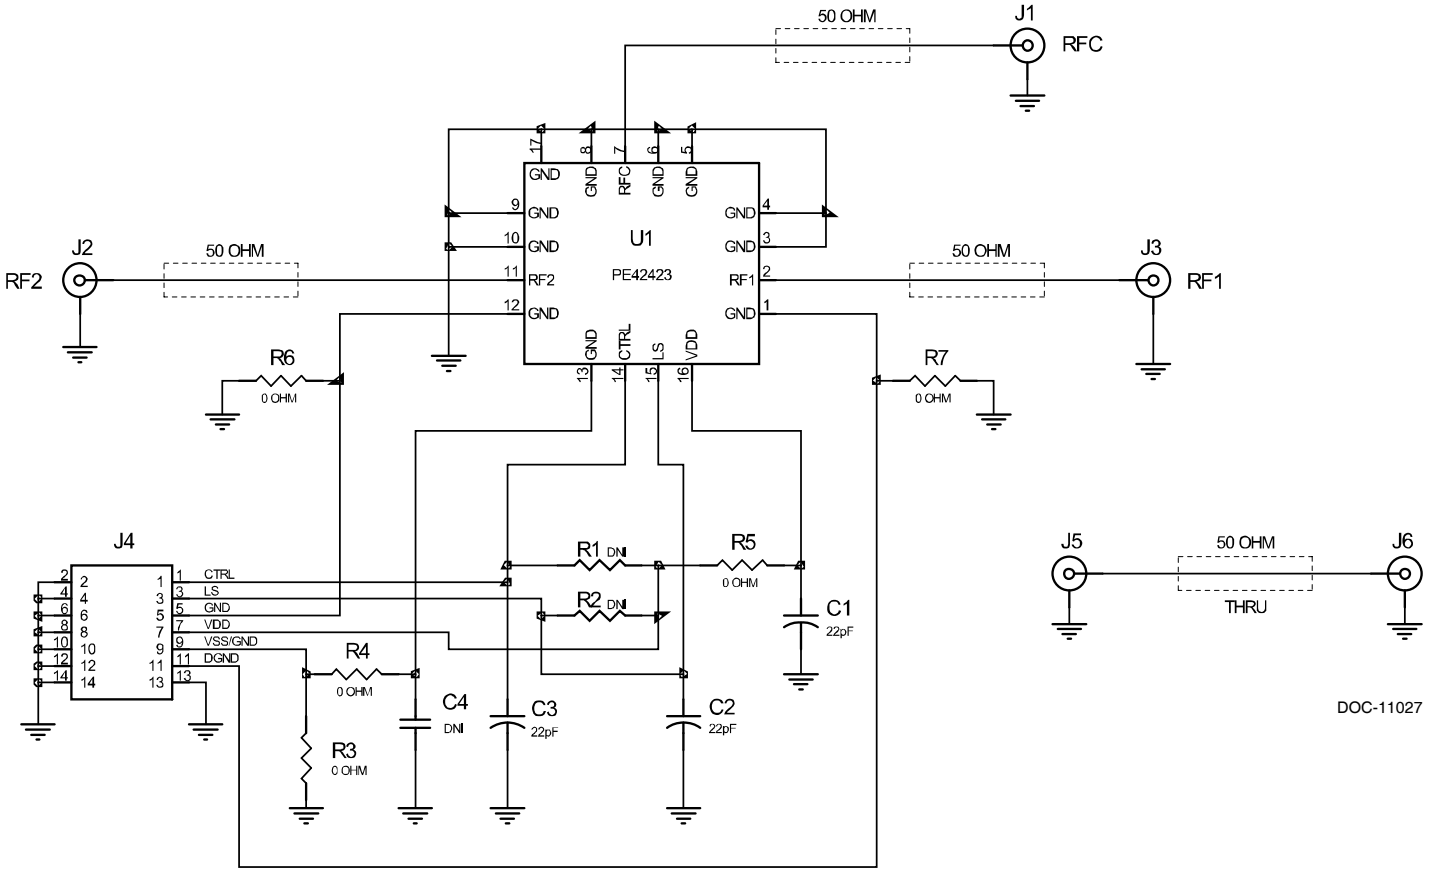 50 OHM
J1
RFC
17
8
7
6
5
GND
GND
RFC
GND
GND
9
GND
GND
4
10
GND
U1
GND
3
J2
50 OHM
50 OHM
J3
RF2
11
RF2
PE42423
RF1
2
RF1
12
GND
GND
1
GND
CTRL
LS
VDD
13
14
15
16
R6
0 OHM
R7
0 OHM
J4
R1 DNI
R5
0 OHM
J5
50 OHM
J6
THRU
2
2
1
1
CTRL
4
4
3
3
LS
R2 DNI
6
6
5
5
GND
C1
22pF
8
8
7
7
VDD
10
10
9
9
VSS/GND
12
12
11
11
DGND
14
14
13
13
R4
0 OHM
C4
DNI
C3
22pF
C2
22pF
DOC-11027
R3
0 OHM